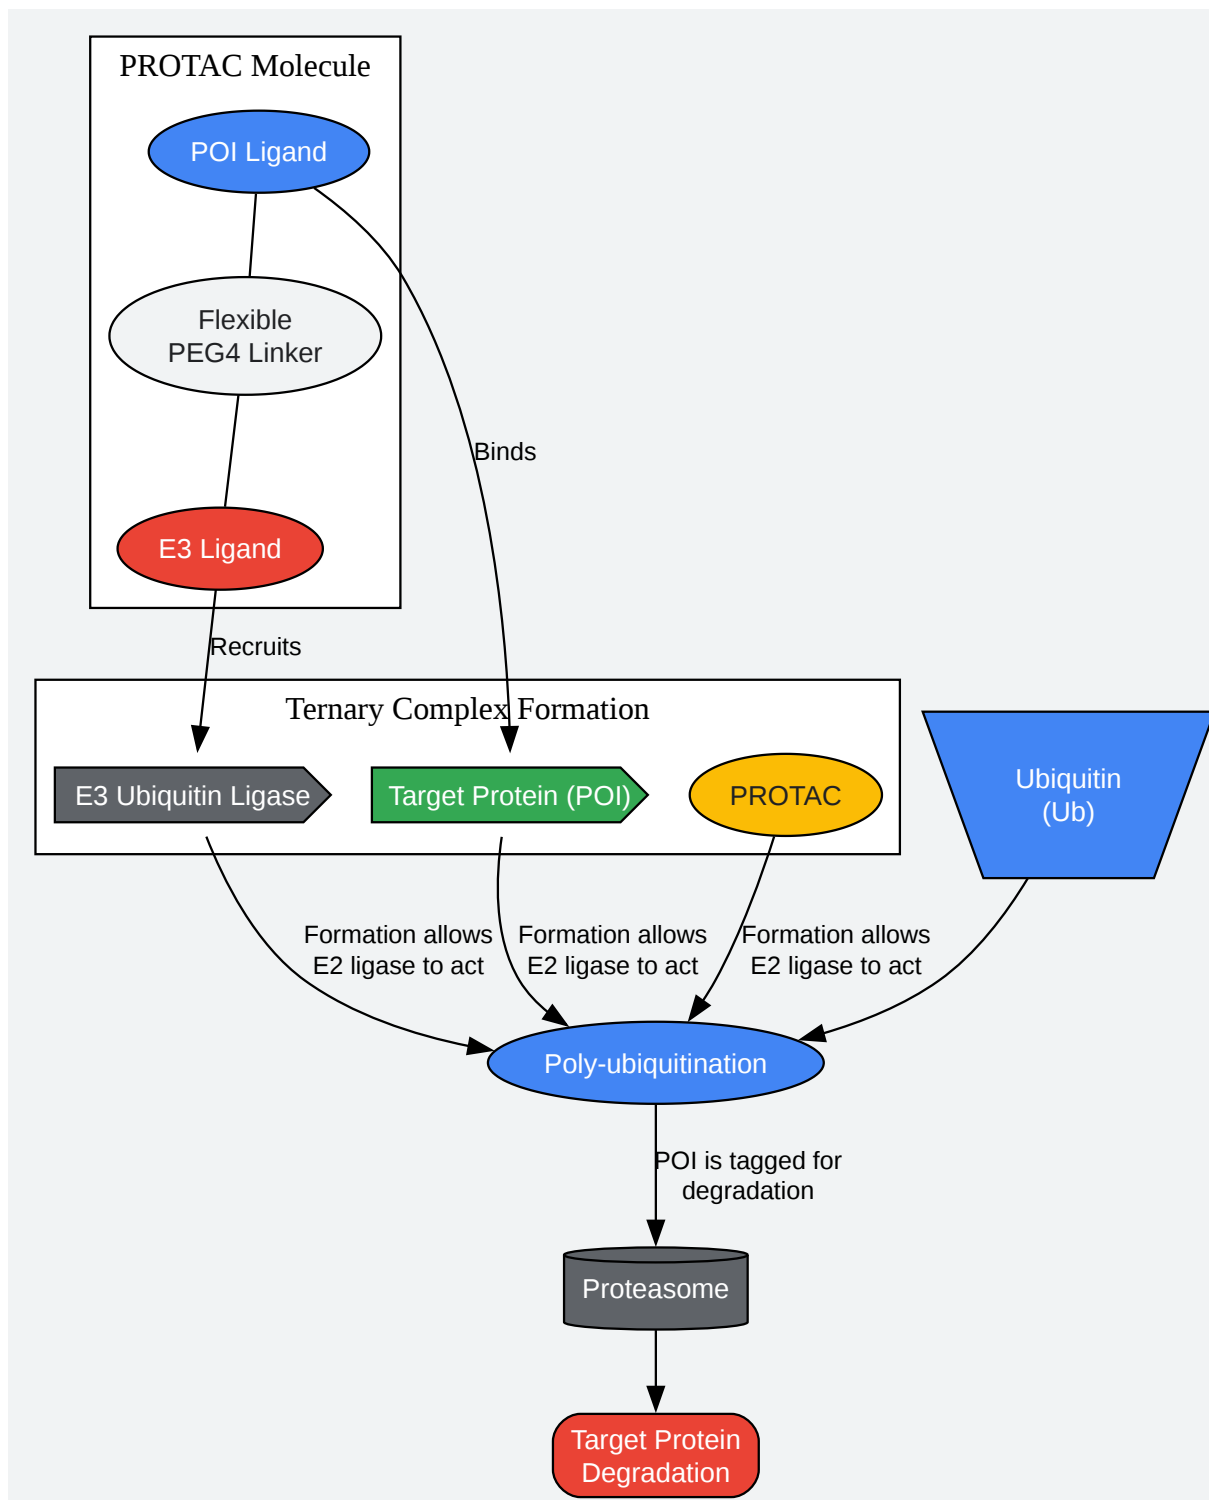 PROTAC Molecule
POI Ligand
Flexible
PEG4 Linker
Binds
E3 Ligand
Recruits
Ternary Complex Formation
E3 Ubiquitin Ligase
Target Protein (POI)
PROTAC
Ubiquitin
(Ub)
Formation allows
E2 ligase to act
Formation allows
E2 ligase to act
Formation allows
E2 ligase to act
Poly-ubiquitination
POI is tagged for
degradation
Proteasome
Target Protein
Degradation